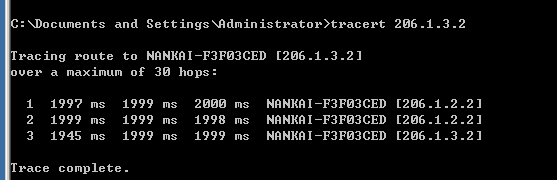 C:\Documents and Settings\Administrator>tracert 206.1.3.2
Tracing route to NANKAI-F3F03CED [206.1.3.2]
over a maximum of 30 hops:
1 1997 ms 1999 ms 2000 ms NANKAI-F3F03CED [206.1.2.2]
2 1999 ms 1999 ms 1998 ms NANKAI-F3F03CED [206.1.2.2]
3 1945 ms 1999 ms 1999 ms NANKAI-F3F03CED [206.1.3.2]
Trace complete.